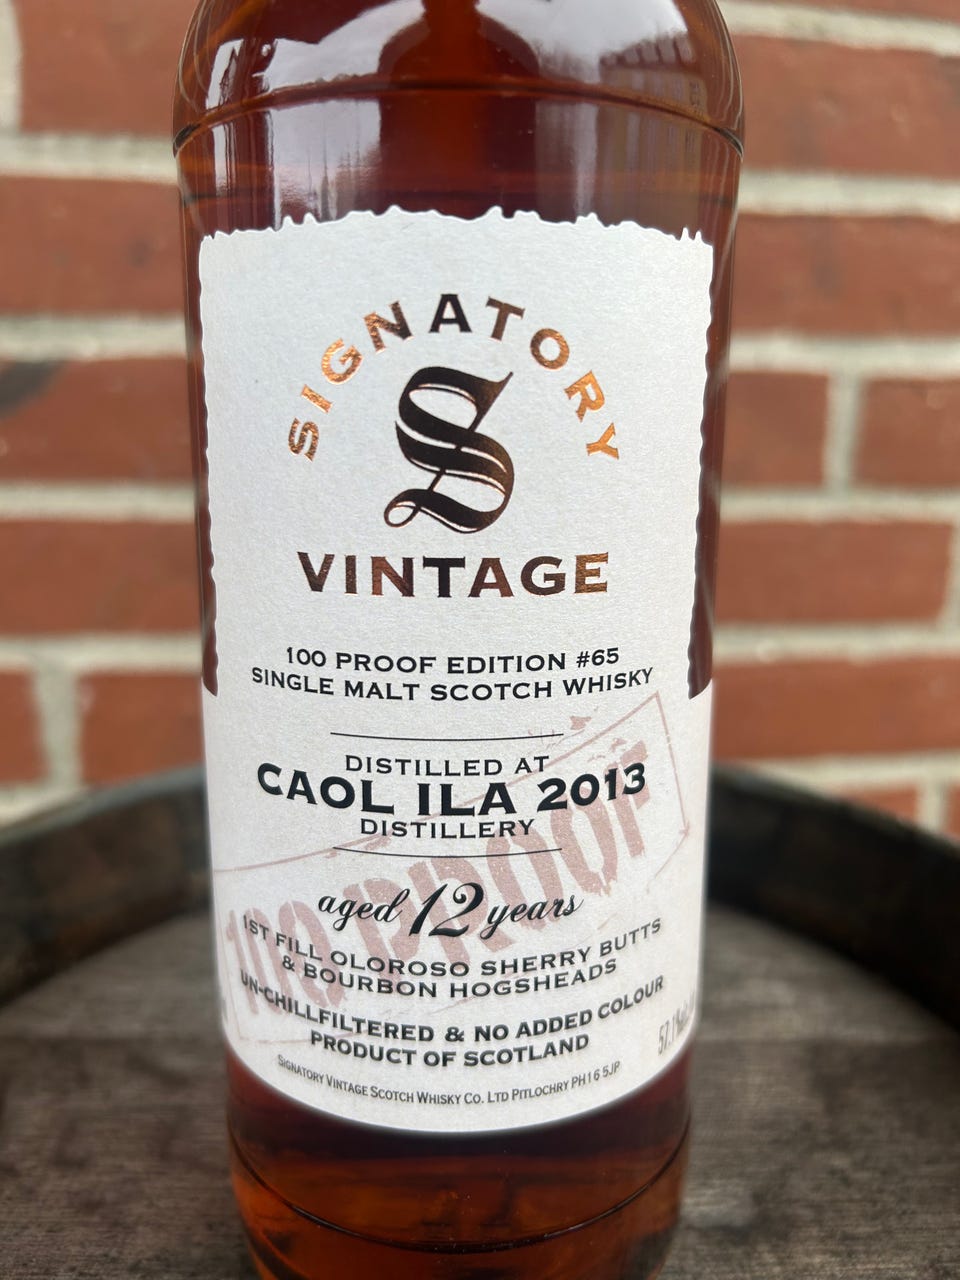 SIGNATORY
S
VINTAGE
100 PROOF EDITION #65
SINGLE MALT SCOTCH WHISKY
DISTILLED AT
CAOL ILA 2013
DISTILLERY
100 PROOF
aged 12 years
1ST FILL OLOROSO SHERRY BUTTS
& BOURBON HOGSHEADS
UN-CHILLFILTERED & NO ADDED COLOUR
PRODUCT OF SCOTLAND
57.1%
SIGNATORY VINTAGE SCOTCH WHISKY CO. LTD PITLOCHRY PH16 5JP